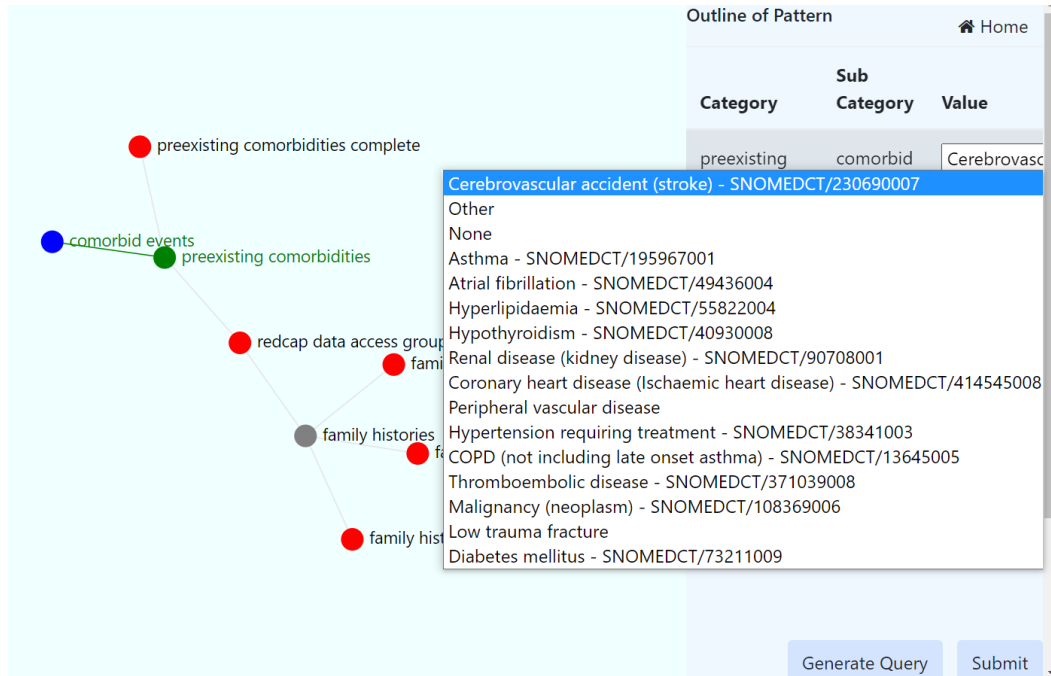 Outline of Pattern
Home
Category
Sub
Category
Value
preexisting
comorbid
Cerebrovasc
preexisting comorbidities complete
comorbid events
preexisting comorbidities
redcap data access group
fami
family histories
fa
family hist
Cerebrovascular accident (stroke) - SNOMEDCT/230690007
Other
None
Asthma - SNOMEDCT/195967001
Atrial fibrillation - SNOMEDCT/49436004
Hyperlipidaemia - SNOMEDCT/55822004
Hypothyroidism - SNOMEDCT/40930008
Renal disease (kidney disease) - SNOMEDCT/90708001
Coronary heart disease (Ischaemic heart disease) - SNOMEDCT/414545008
Peripheral vascular disease
Hypertension requiring treatment - SNOMEDCT/38341003
COPD (not including late onset asthma) - SNOMEDCT/13645005
Thromboembolic disease - SNOMEDCT/371039008
Malignancy (neoplasm) - SNOMEDCT/108369006
Low trauma fracture
Diabetes mellitus - SNOMEDCT/73211009
Generate Query
Submit